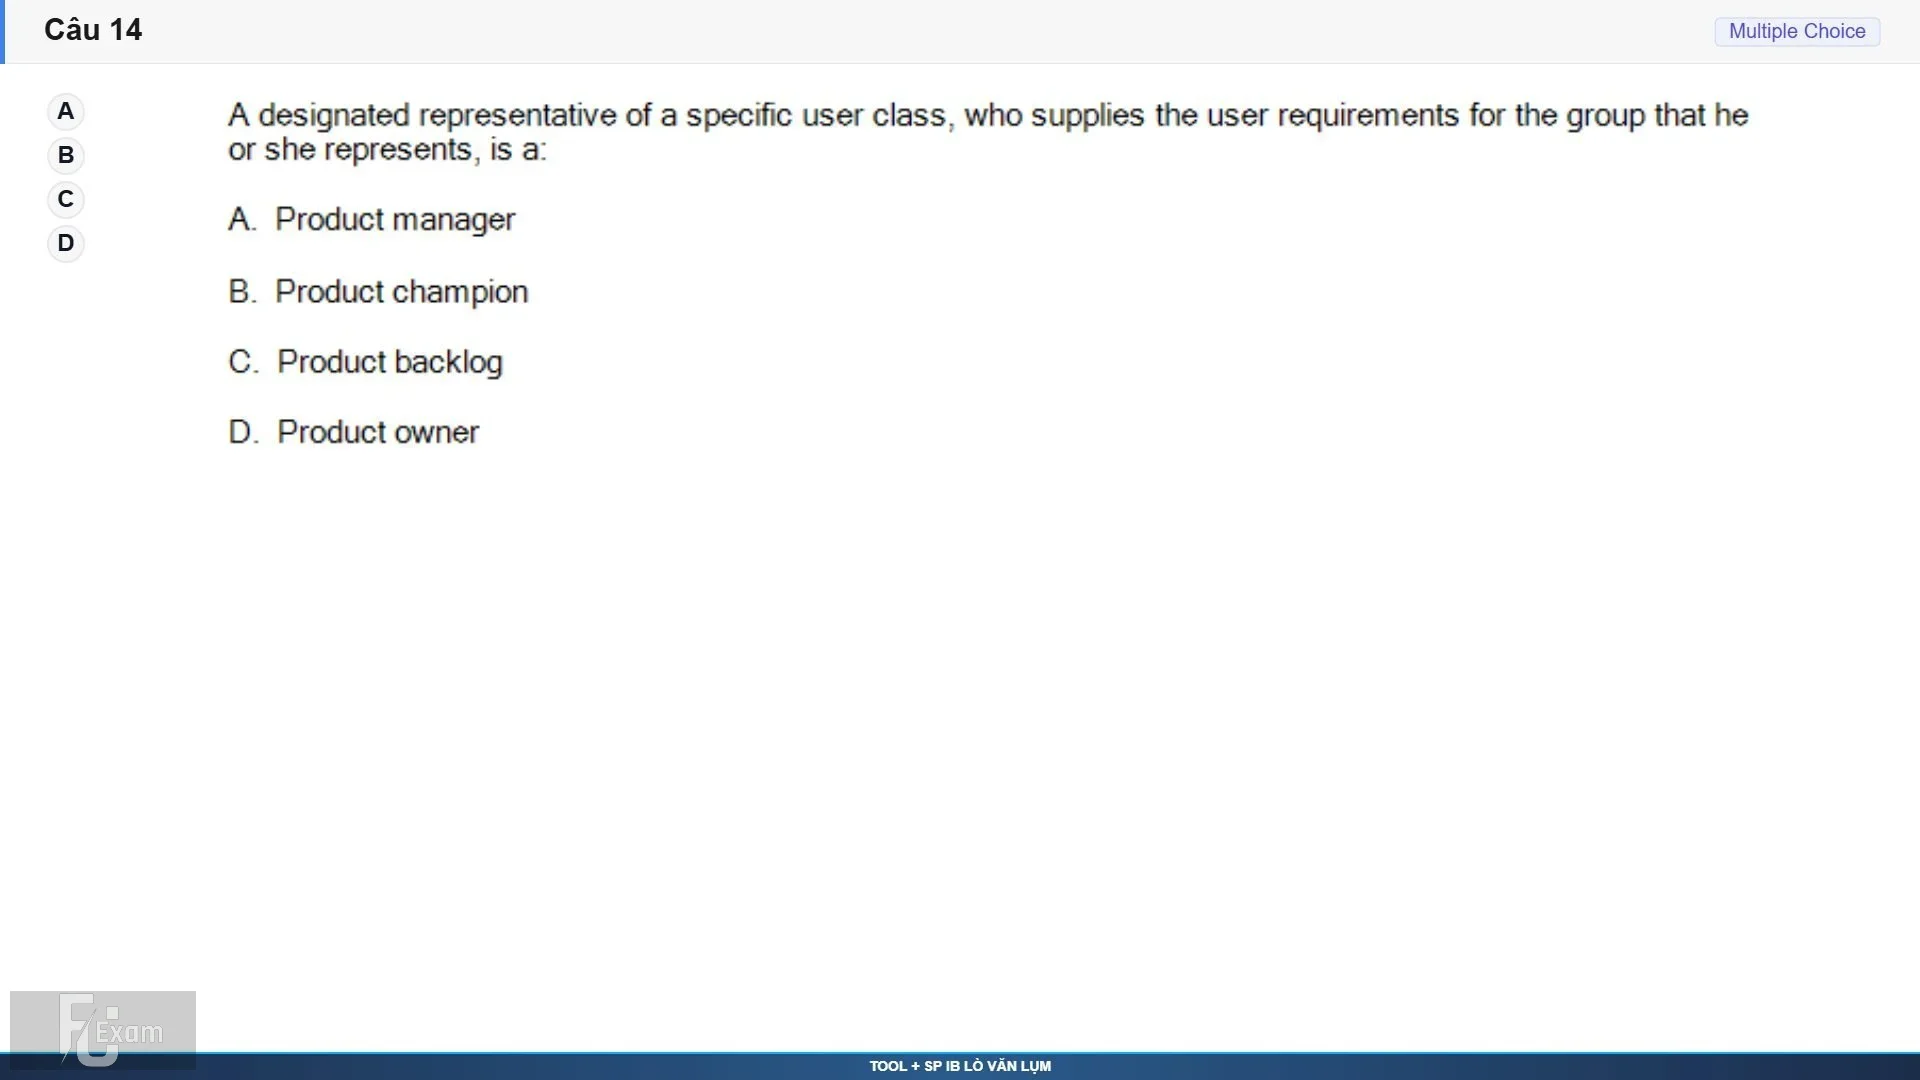 Câu 14
Multiple Choice
A
B
C
D
A designated representative of a specific user class, who supplies the user requirements for the group that he
or she represents, is a:
A. Product manager
B. Product champion
C. Product backlog
D. Product owner
FU Exam
TOOL + SP IB LÒ VĂN LỤM